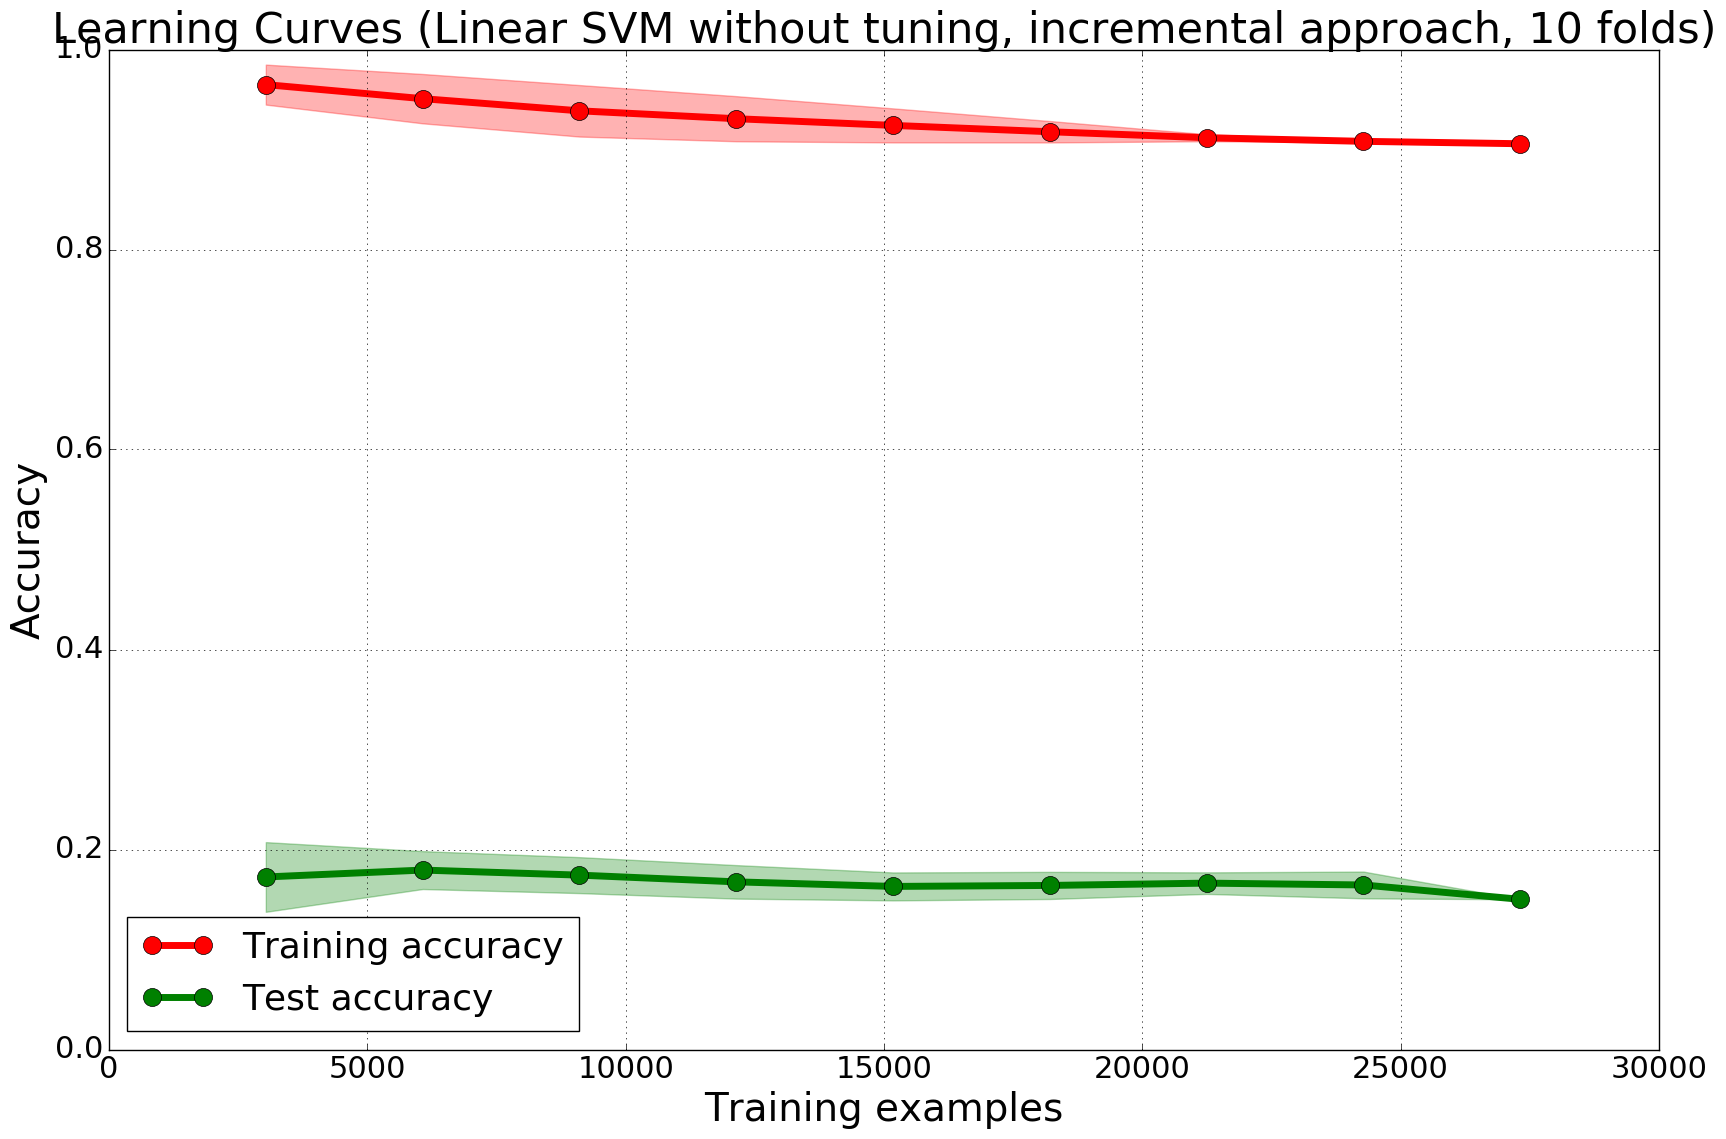 Learning Curves (Linear SVM without tuning, incremental approach, 10 folds)
1.0
0.8
0.6
0.4
0.2
0.0
Accuracy
Training accuracy
Test accuracy
0 5000 10000 15000 20000 25000 30000
Training examples